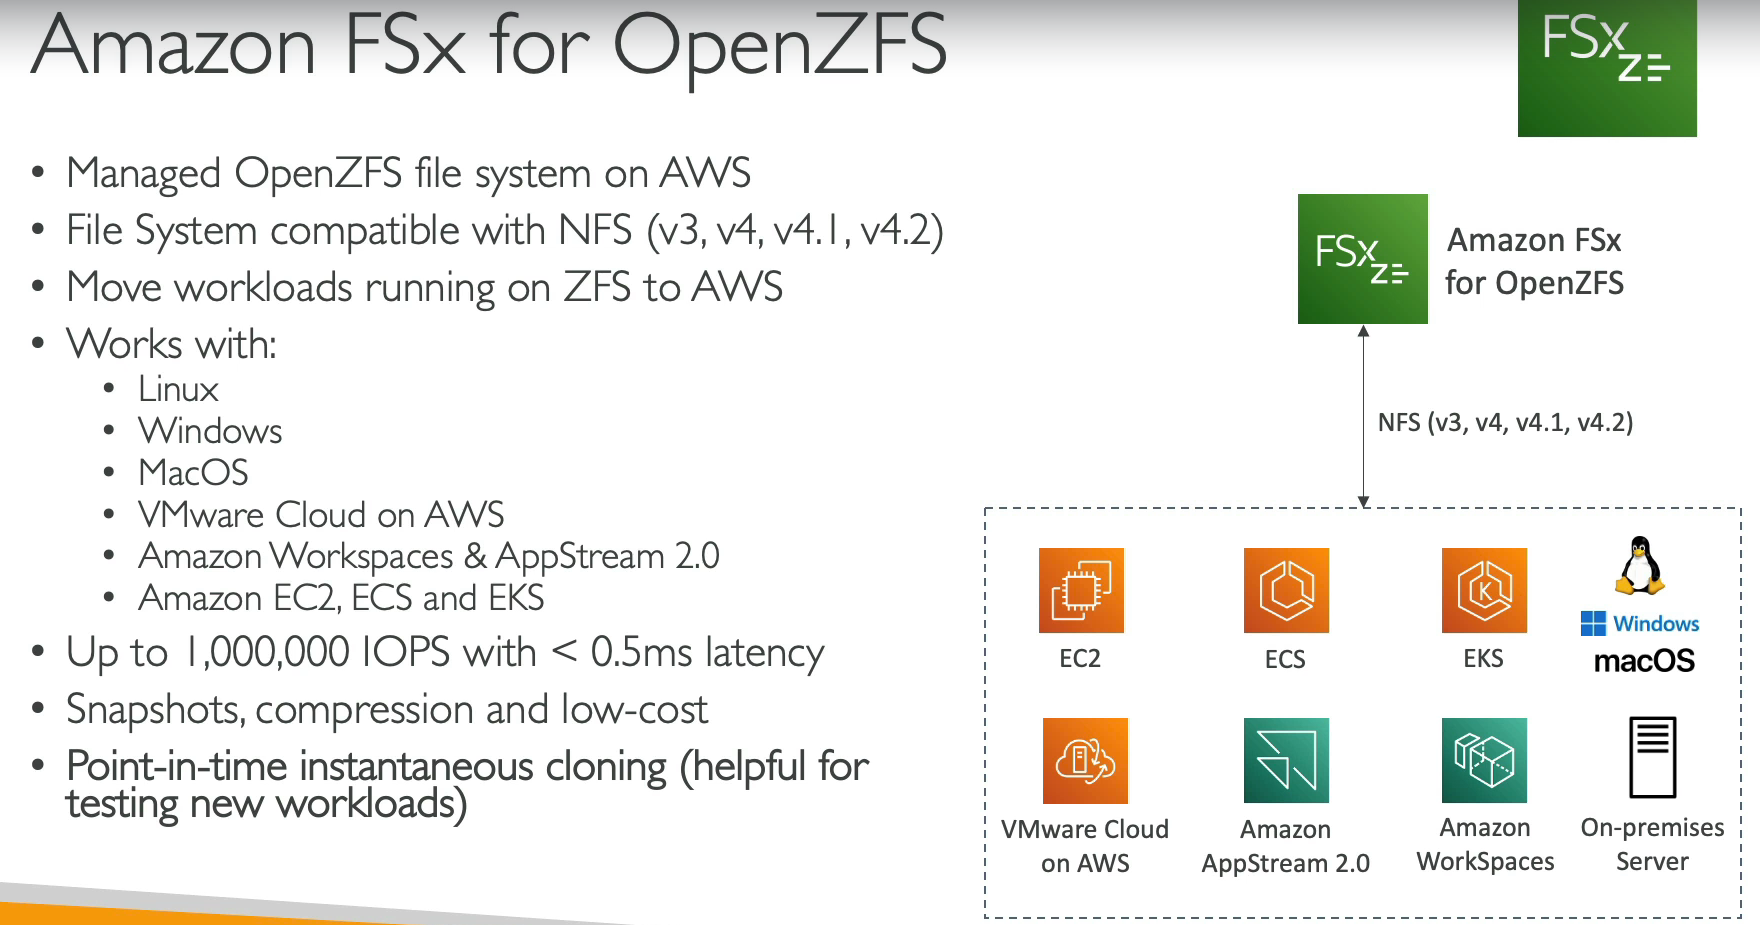 Amazon FSx for OpenZFS
FSx
Z
• Managed OpenZFS file system on AWS
• File System compatible with NFS (v3, v4, v4.1, v4.2)
• Move workloads running on ZFS to AWS
• Works with:
• Linux
• Windows
• MacOS
• VMware Cloud on AWS
• Amazon Workspaces & AppStream 2.0
• Amazon EC2, ECS and EKS
• Up to 1,000,000 IOPS with < 0.5ms latency
• Snapshots, compression and low-cost
• Point-in-time instantaneous cloning (helpful for
testing new workloads)
FSx
Z
Amazon FSx
for OpenZFS
NFS (v3, v4, v4.1, v4.2)
EC2
ECS
K
EKS
Windows
macOS
VMware Cloud
on AWS
Amazon
AppStream 2.0
Amazon
WorkSpaces
On-premises
Server